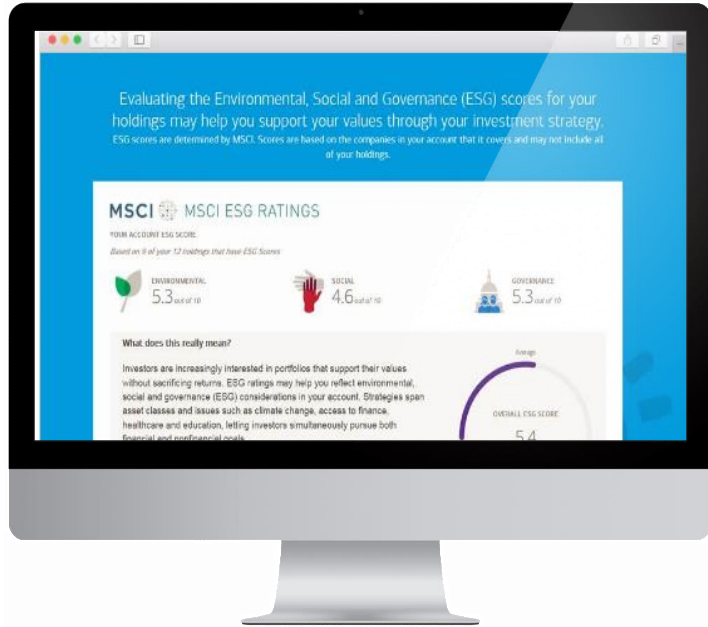 Evaluating the Environmental, Social and Governance (ESG) scores for your
holdings may help you support your values through your investment strategy.
ESG scores are determined by MSCI. Scores are based on the companies in your account that it covers and may not include all
of your holdings.
MSCI MSCI ESG RATINGS
YOUR ACCOUNT ESG SCORE
Based on 9 of your 12 holdings that have ESG Scores
ENVIRONMENTAL
5.3 out of 10
SOCIAL
4.6 out of 10
GOVERNANCE
5.3 out of 10
What does this really mean?
Investors are increasingly interested in portfolios that support their values
without sacrificing returns. ESG ratings may help you reflect environmental,
social and governance (ESG) considerations in your account. Strategies span
asset classes and issues such as climate change, access to finance,
healthcare and education, letting investors simultaneously pursue both
financial and nonfinancial goals.
Average
OVERALL ESG SCORE
5.4